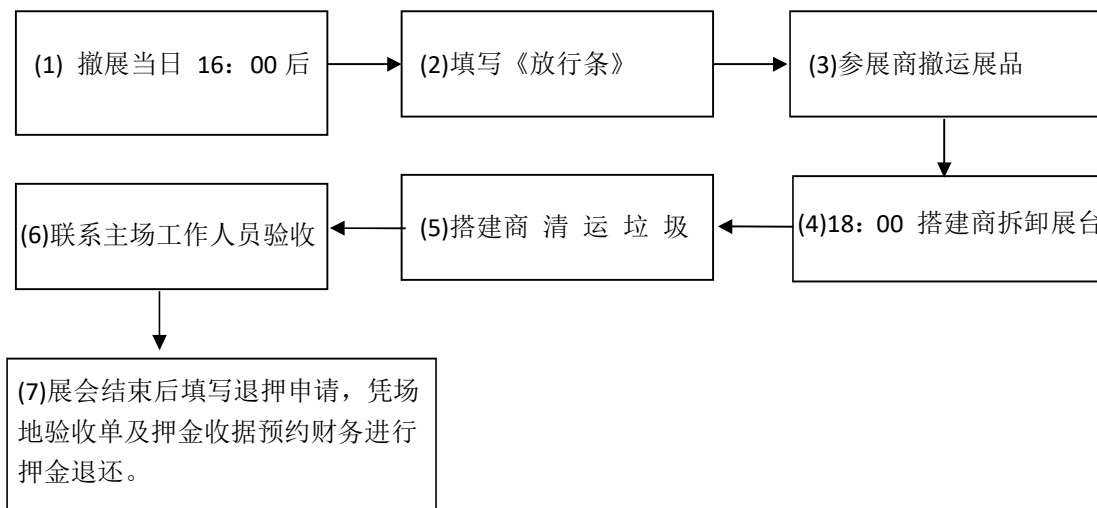 (1) 撤展当日 16：00 后
(2)填写《放行条》
(3)参展商撤运展品
(4)18：00 搭建商拆卸展台
(5)搭建商 清 运 垃 圾
(6)联系主场工作人员验收
(7)展会结束后填写退押申请，凭场
地验收单及押金收据预约财务进行
押金退还。